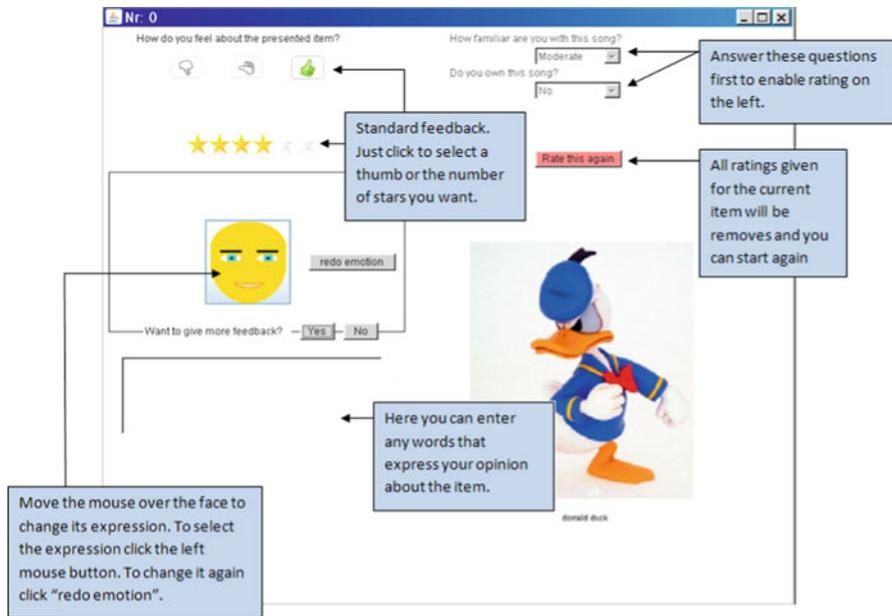 Nr: 0
How do you feel about the presented item?
How familiar are you with this song?
Moderate
Do you own this song?
No
Answer these questions
first to enable rating on
the left.
Standard feedback.
Just click to select a
thumb or the number
of stars you want.
Rate this again
All ratings given
for the current
item will be
removes and you
can start again
redo emotion
Want to give more feedback?
Yes
No
Here you can enter
any words that
express your opinion
about the item.
donald duck
Move the mouse over the face to
change its expression. To select
the expression click the left
mouse button. To change it again
click “redo emotion”.